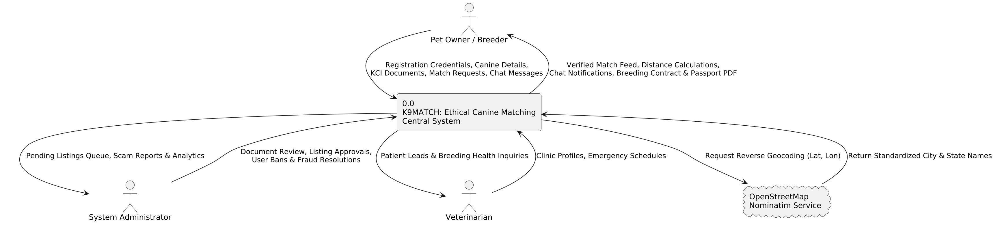 Pet Owner / Breeder
Registration Credentials, Canine Details,
KCI Documents, Match Requests, Chat Messages
Verified Match Feed, Distance Calculations,
Chat Notifications, Breeding Contract & Passport PDF
0.0
K9MATCH: Ethical Canine Matching
Central System
Pending Listings Queue, Scam Reports & Analytics
Document Review, Listing Approvals,
User Bans & Fraud Resolutions
Patient Leads & Breeding Health Inquiries
Clinic Profiles, Emergency Schedules
Request Reverse Geocoding (Lat, Lon)
Return Standardized City & State Names
System Administrator
Veterinarian
OpenStreetMap
Nominatim Service